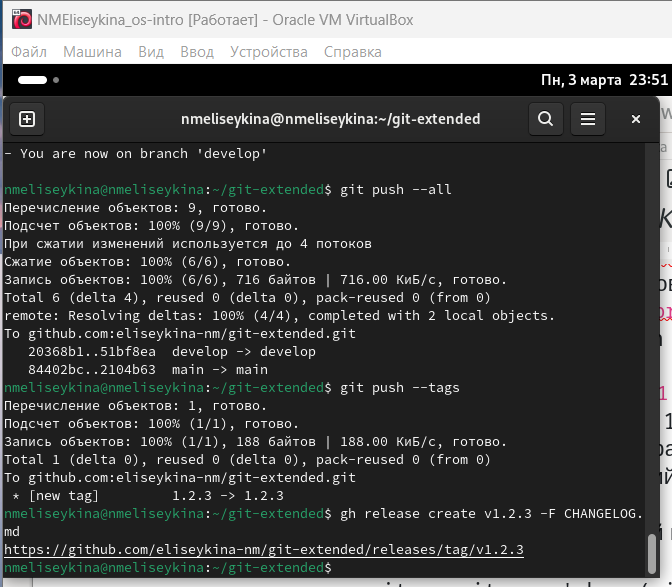 NMEliseykina_os-intro [Работает] - Oracle VM VirtualBox
Файл Машина Вид Ввод Устройства Справка
Пн, 3 марта 23:51
nmeliseykina@nmeliseykina:~/git-extended
- You are now on branch 'develop'
nmeliseykina@nmeliseykina:~/git-extended$ git push --all
Перечисление объектов: 9, готово.
Подсчет объектов: 100% (9/9), готово.
При сжатии изменений используется до 4 потоков
Сжатие объектов: 100% (6/6), готово.
Запись объектов: 100% (6/6), 716 байтов | 716.00 КиБ/с, готово.
Total 6 (delta 4), reused 0 (delta 0), pack-reused 0 (from 0)
remote: Resolving deltas: 100% (4/4), completed with 2 local objects.
To github.com:eliseykina-nm/git-extended.git
20368b1..51bf8ea develop -> develop
84402bc..2104b63 main -> main
nmeliseykina@nmeliseykina:~/git-extended$ git push --tags
Перечисление объектов: 1, готово.
Подсчет объектов: 100% (1/1), готово.
Запись объектов: 100% (1/1), 188 байтов | 188.00 КиБ/с, готово.
Total 1 (delta 0), reused 0 (delta 0), pack-reused 0 (from 0)
To github.com:eliseykina-nm/git-extended.git
* [new tag] 1.2.3 -> 1.2.3
nmeliseykina@nmeliseykina:~/git-extended$ gh release create v1.2.3 -F CHANGELOG.
md
https://github.com/eliseykina-nm/git-extended/releases/tag/v1.2.3
nmeliseykina@nmeliseykina:~/git-extended$